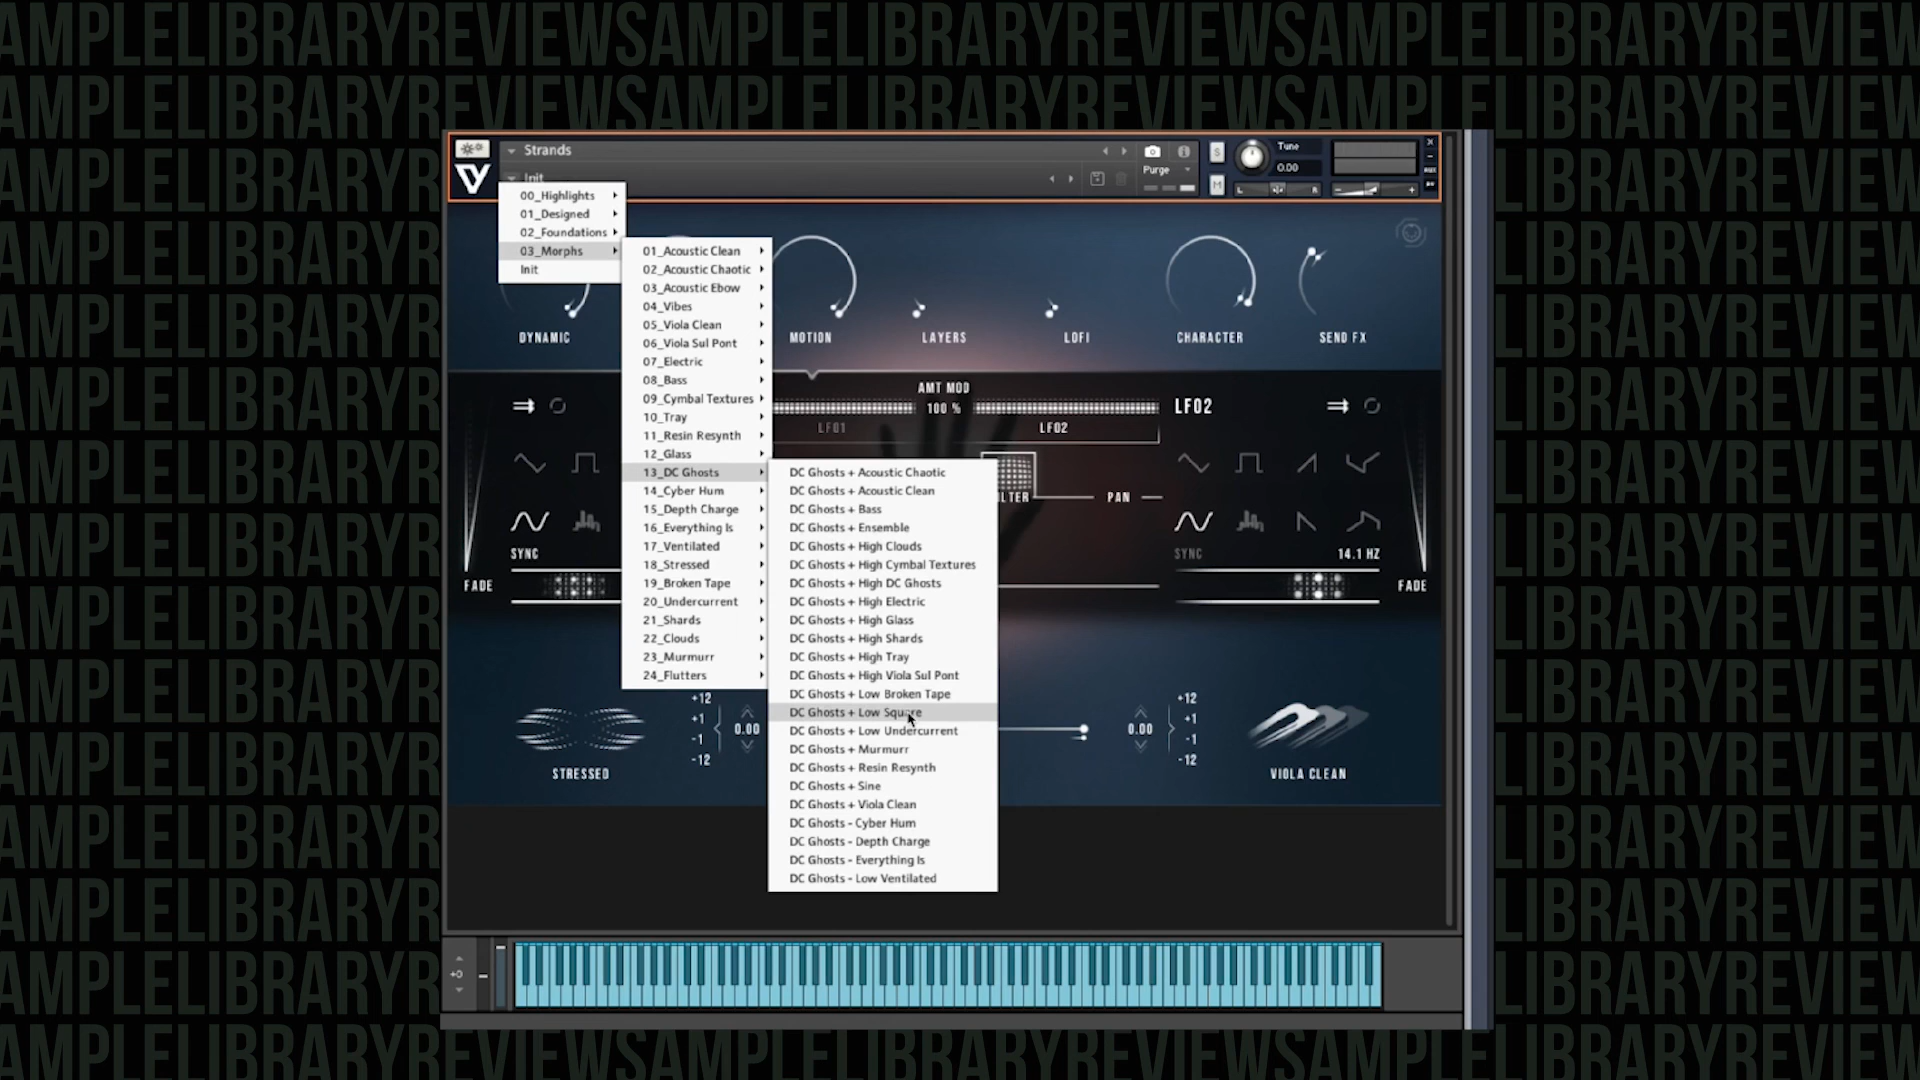 AMPLELIBRARYREVIEWSAMPLELIBRARYREVIEWSAMPLELIBRARYREVIEW
Strands
Init
Purge
S
M
Tune
0.00
L
R
AUX
PV
00_Highlights
01_Designed
02_Foundations
03_Morphs
Init
01_Acoustic Clean
02_Acoustic Chaotic
03_Acoustic Ebow
04_Vibes
05_Viola Clean
06_Viola Sul Pont
07_Electric
08_Bass
09_Cymbal Textures
10_Tray
11_Resin Resynth
12_Glass
13_DC Ghosts
14_Cyber Hum
15_Depth Charge
16_Everything Is
17_Ventilated
18_Stressed
19_Broken Tape
20_Undercurrent
21_Shards
22_Clouds
23_Murmurr
24_Flutters
DC Ghosts + Acoustic Chaotic
DC Ghosts + Acoustic Clean
DC Ghosts + Bass
DC Ghosts + Ensemble
DC Ghosts + High Clouds
DC Ghosts + High Cymbal Textures
DC Ghosts + High DC Ghosts
DC Ghosts + High Electric
DC Ghosts + High Glass
DC Ghosts + High Shards
DC Ghosts + High Tray
DC Ghosts + High Viola Sul Pont
DC Ghosts + Low Broken Tape
DC Ghosts + Low Square
DC Ghosts + Low Undercurrent
DC Ghosts + Murmurr
DC Ghosts + Resin Resynth
DC Ghosts + Sine
DC Ghosts + Viola Clean
DC Ghosts - Cyber Hum
DC Ghosts - Depth Charge
DC Ghosts - Everything Is
DC Ghosts - Low Ventilated
DYNAMIC
MOTION
LAYERS
LOFI
CHARACTER
SEND FX
AMT MOD
100 %
LFO1
LFO2
LFO2
LTER
PAN
SYNC
FADE
SYNC
14.1 HZ
FADE
+12
+1
-1
-12
0.00
0.00
+12
+1
-1
-12
STRESSED
VIOLA CLEAN
+0